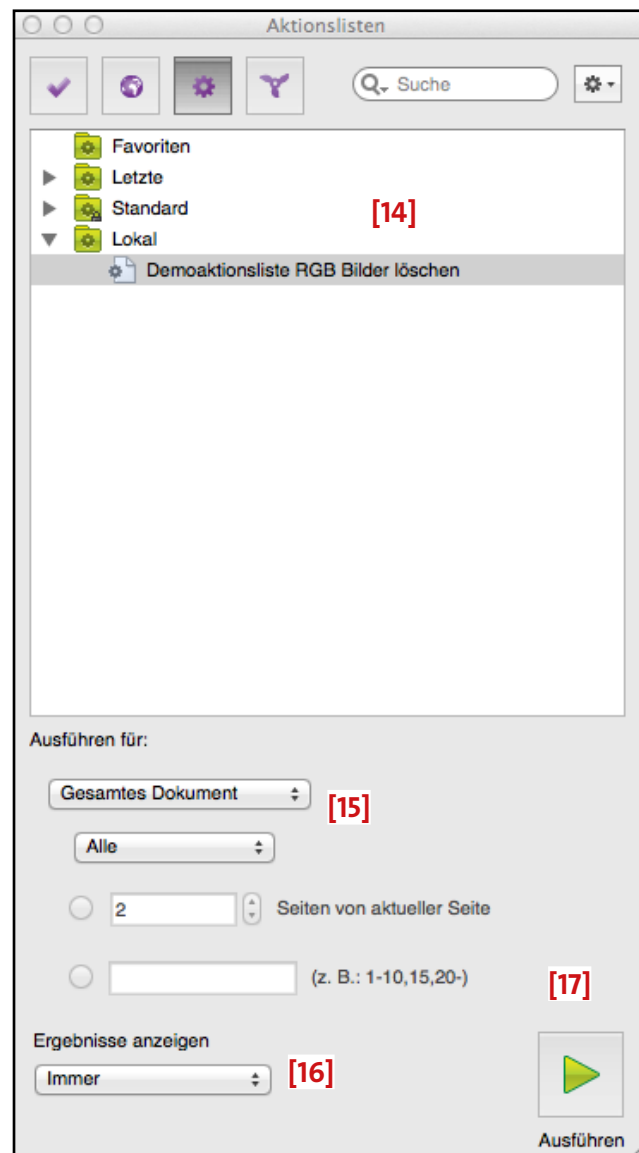 Aktionslisten
Suche
Favoriten
Letzte
Standard
[14]
Lokal
Demoaktionsliste RGB Bilder löschen
Ausführen für:
Gesamtes Dokument
[15]
Alle
2 Seiten von aktueller Seite
(z. B.: 1-10,15,20-)
[17]
Ergebnisse anzeigen
Immer
[16]
Ausführen